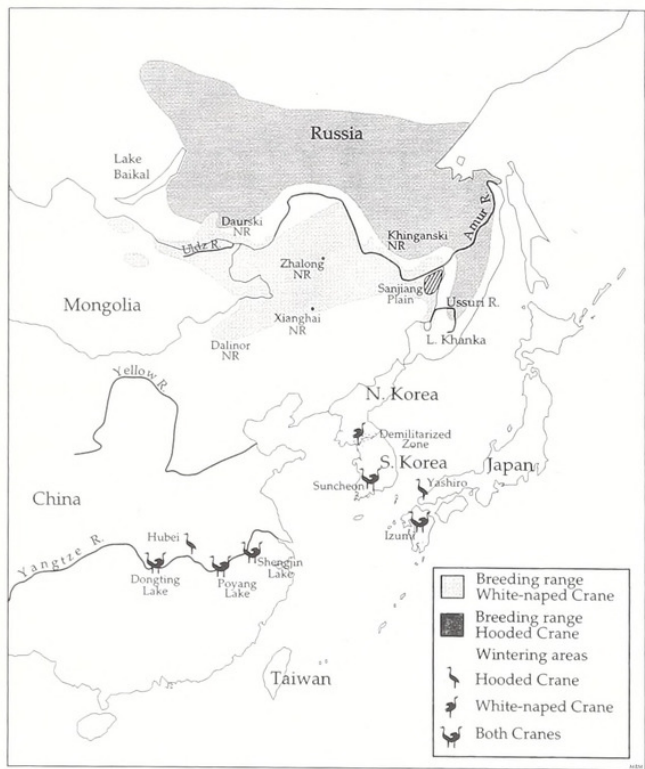 Russia
Lake
Baikal
Daurski
NR
Uldz R.
Khinganski
NR
Amur R.
Zhalong
NR
Sanjiang
Plain
Ussuri R.
Mongolia
Xianghai
NR
Dalinor
NR
L. Khanka
Yellow R.
N. Korea
Demilitarized
Zone
S. Korea
Japan
Suncheon
Yashiro
China
Izumi
Hubei
Yangtze R.
Shengjin
Lake
Dongting
Lake
Poyang
Lake
Taiwan
Breeding range
White-naped Crane
Breeding range
Hooded Crane
Wintering areas
Hooded Crane
White-naped Crane
Both Cranes